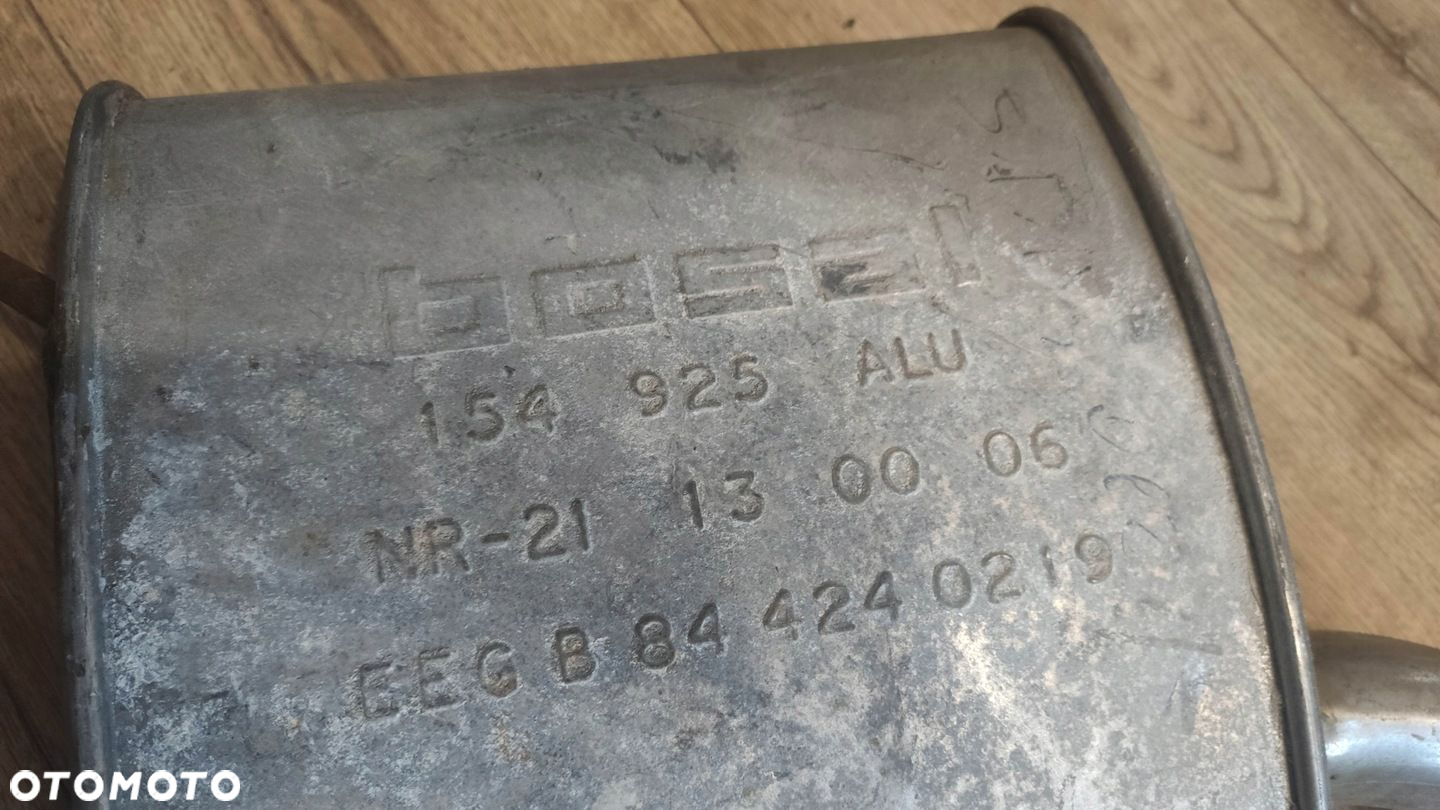 bosal
154 925 ALU
NR-21 13 00 06
EEG B 84 424 0219
OTOMOTO